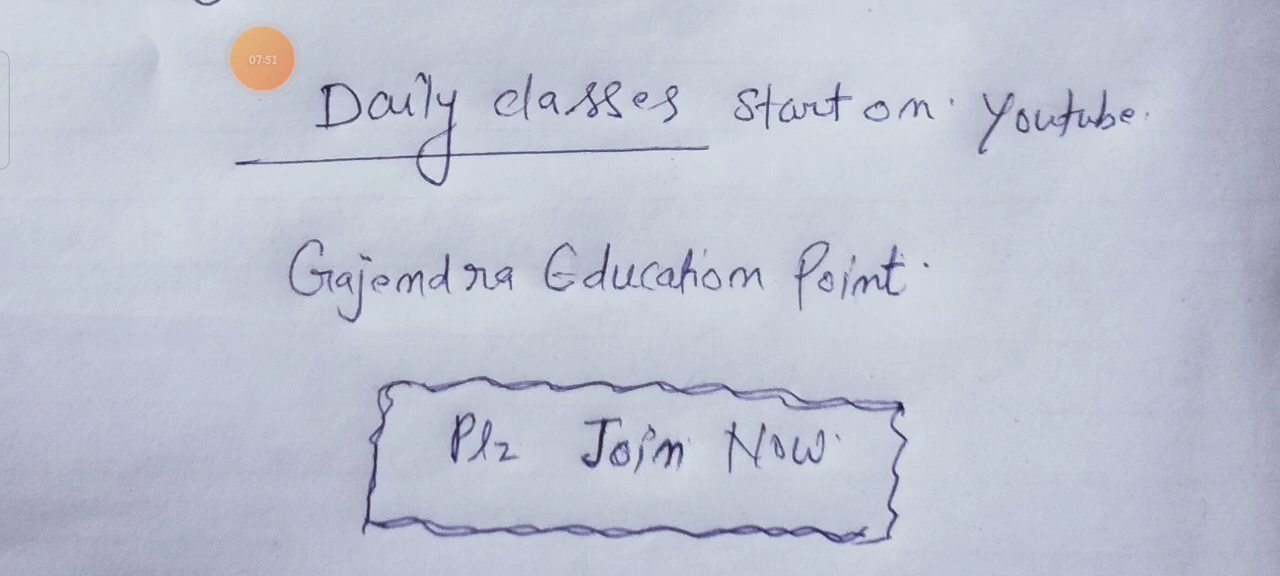 07:51
Daily classes start on Youtube.
Gajendra Education Point.
Plz Join Now